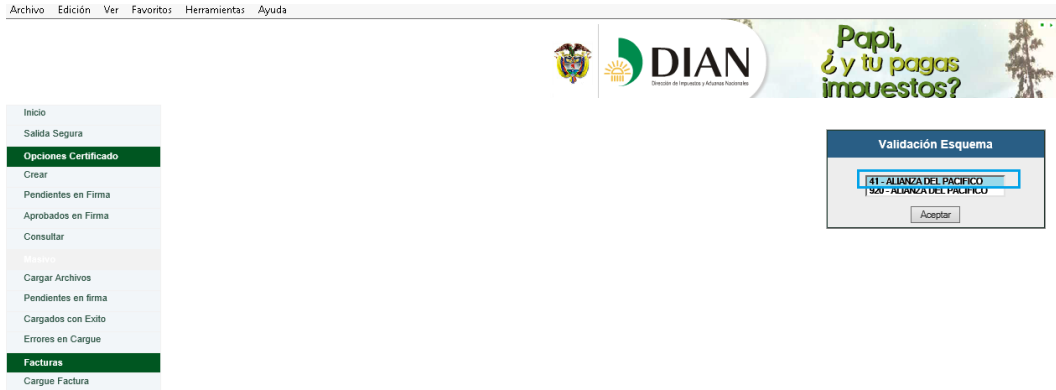 Archivo Edición Ver Favoritos Herramientas Ayuda
DIAN
Dirección de Impuestos y Aduanas Nacionales
Papi,
¿y tu pagas
impuestos?
Inicio
Salida Segura
Opciones Certificado
Crear
Pendientes en Firma
Aprobados en Firma
Consultar
Masivo
Cargar Archivos
Pendientes en firma
Cargados con Exito
Errores en Cargue
Facturas
Cargue Factura
Validación Esquema
41 - ALIANZA DEL PACIFICO
920 - ALIANZA DEL PACIFICO
Aceptar